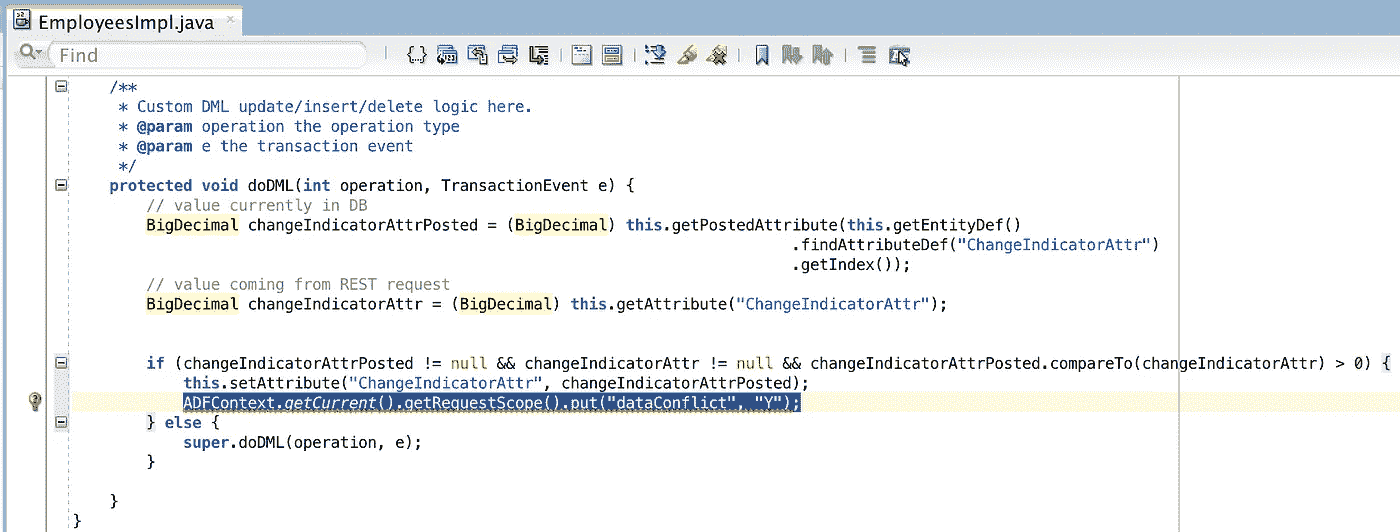 EmployeesImpl.java
Find
/**
* Custom DML update/insert/delete logic here.
* @param operation the operation type
* @param e the transaction event
*/
protected void doDML(int operation, TransactionEvent e) {
// value currently in DB
BigDecimal changeIndicatorAttrPosted = (BigDecimal) this.getPostedAttribute(this.getEntityDef()
.findAttributeDef("ChangeIndicatorAttr")
.getIndex());
// value coming from REST request
BigDecimal changeIndicatorAttr = (BigDecimal) this.getAttribute("ChangeIndicatorAttr");
if (changeIndicatorAttrPosted != null && changeIndicatorAttr != null && changeIndicatorAttrPosted.compareTo(changeIndicatorAttr) > 0) {
this.setAttribute("ChangeIndicatorAttr", changeIndicatorAttrPosted);
ADFContext.getCurrent().getRequestScope().put("dataConflict", "Y");
} else {
super.doDML(operation, e);
}
}
}